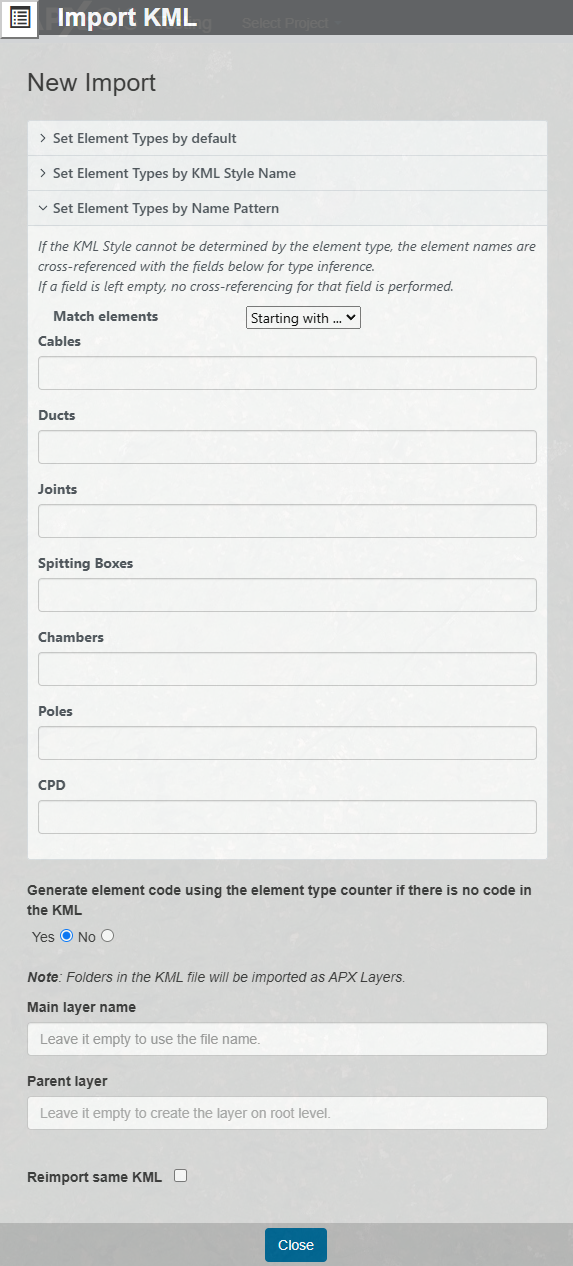 Import KML
Select Project
New Import
Set Element Types by default
Set Element Types by KML Style Name
Set Element Types by Name Pattern
If the KML Style cannot be determined by the element type, the element names are
cross-referenced with the fields below for type inference.
If a field is left empty, no cross-referencing for that field is performed.
Match elements Starting with ...
Cables
Ducts
Joints
Spitting Boxes
Chambers
Poles
CPD
Generate element code using the element type counter if there is no code in
the KML
Yes No
Note: Folders in the KML file will be imported as APX Layers.
Main layer name
Leave it empty to use the file name.
Parent layer
Leave it empty to create the layer on root level.
Reimport same KML
Close